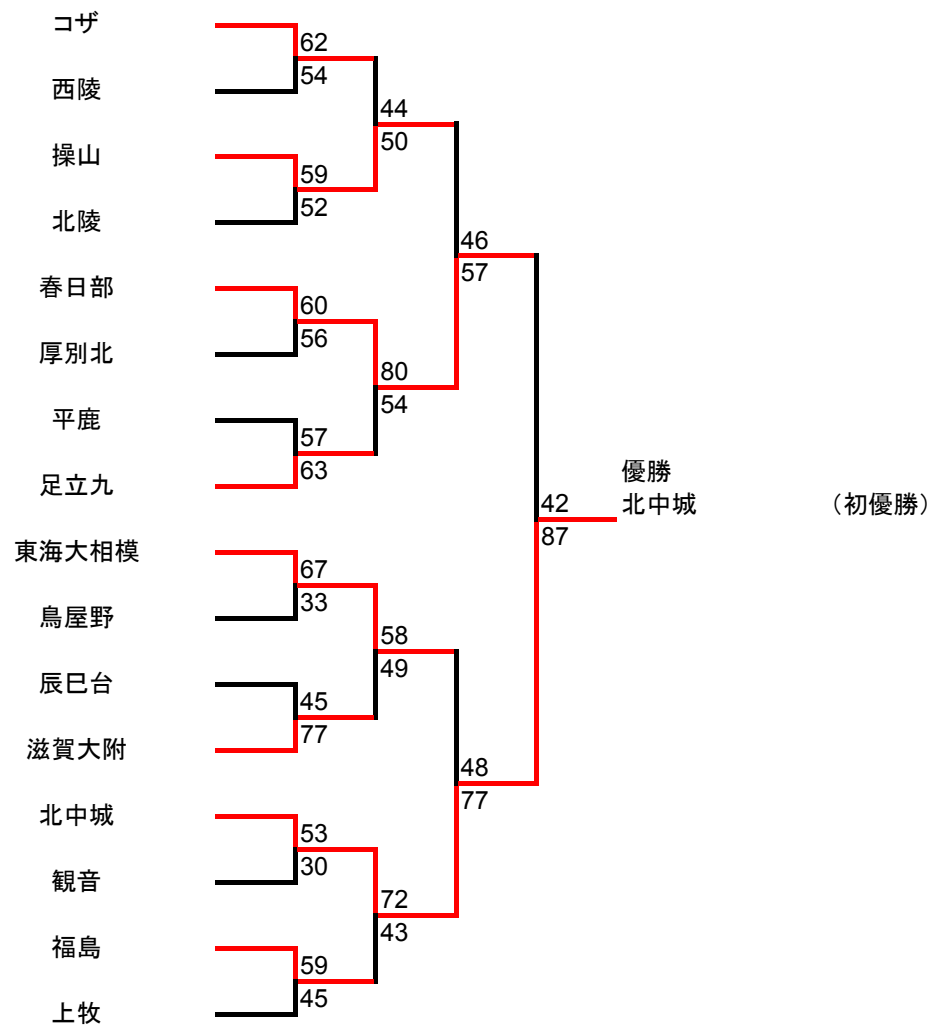 コザ
62
54
西陵
44
50
操山
59
52
北陵
46
57
春日部
60
56
厚別北
80
54
平鹿
57
63
足立九
優勝
42
北中城
（初優勝）
87
東海大相模
67
33
鳥屋野
58
49
辰巳台
45
77
滋賀大附
48
77
北中城
53
30
観音
72
43
福島
59
45
上牧